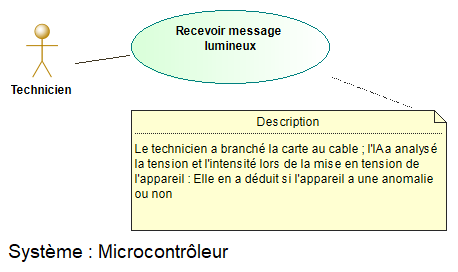 Recevoir message
lumineux
Technicien
Description
Le technicien a branché la carte au cable ; l'IA a analysé
la tension et l'intensité lors de la mise en tension de
l'appareil : Elle en a déduit si l'appareil a une anomalie
ou non
Système : Microcontrôleur